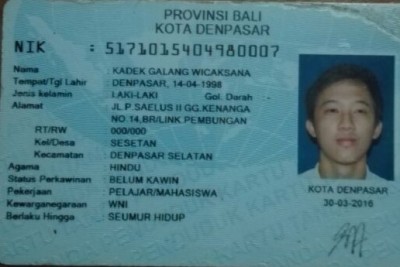 PROVINSI BALI
KOTA DENPASAR
NIK : 5171015404980007
Nama : KADEK GALANG WICAKSANA
Tempat/Tgl Lahir : DENPASAR, 14-04-1998
Jenis kelamin : LAKI-LAKI Gol. Darah
Alamat : JL.P.SAELUS II GG.KENANGA
NO.14,BR/LINK.PEMBUNGAN
RT/RW : 000/000
Kel/Desa : SESETAN
Kecamatan : DENPASAR SELATAN
Agama : HINDU
Status Perkawinan : BELUM KAWIN
Pekerjaan : PELAJAR/MAHASISWA
Kewarganegaraan : WNI
Berlaku Hingga : SEUMUR HIDUP
KOTA DENPASAR
30-03-2016